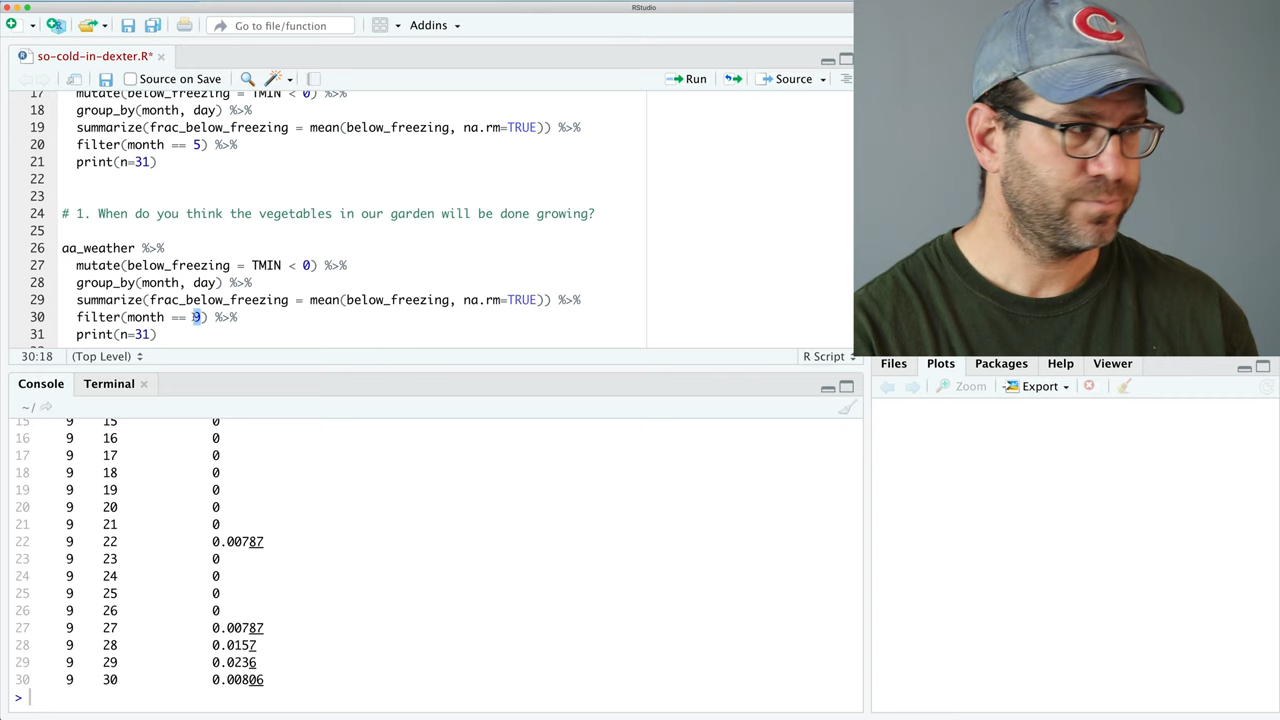 RStudio
Go to file/function
Addins
so-cold-in-dexter.R*
Source on Save
Run
Source
17 mutate(below_freezing = TMIN < 0) %>%
18 group_by(month, day) %>%
19 summarize(frac_below_freezing = mean(below_freezing, na.rm=TRUE)) %>%
20 filter(month == 5) %>%
21 print(n=31)
22
23
24 # 1. When do you think the vegetables in our garden will be done growing?
25
26 aa_weather %>%
27 mutate(below_freezing = TMIN < 0) %>%
28 group_by(month, day) %>%
29 summarize(frac_below_freezing = mean(below_freezing, na.rm=TRUE)) %>%
30 filter(month == 9) %>%
31 print(n=31)
30:18 (Top Level) R Script
Console Terminal
~/
15 9 15 0
16 9 16 0
17 9 17 0
18 9 18 0
19 9 19 0
20 9 20 0
21 9 21 0
22 9 22 0.00787
23 9 23 0
24 9 24 0
25 9 25 0
26 9 26 0
27 9 27 0.00787
28 9 28 0.0157
29 9 29 0.0236
30 9 30 0.00806
>
Files Plots Packages Help Viewer
Zoom Export
C